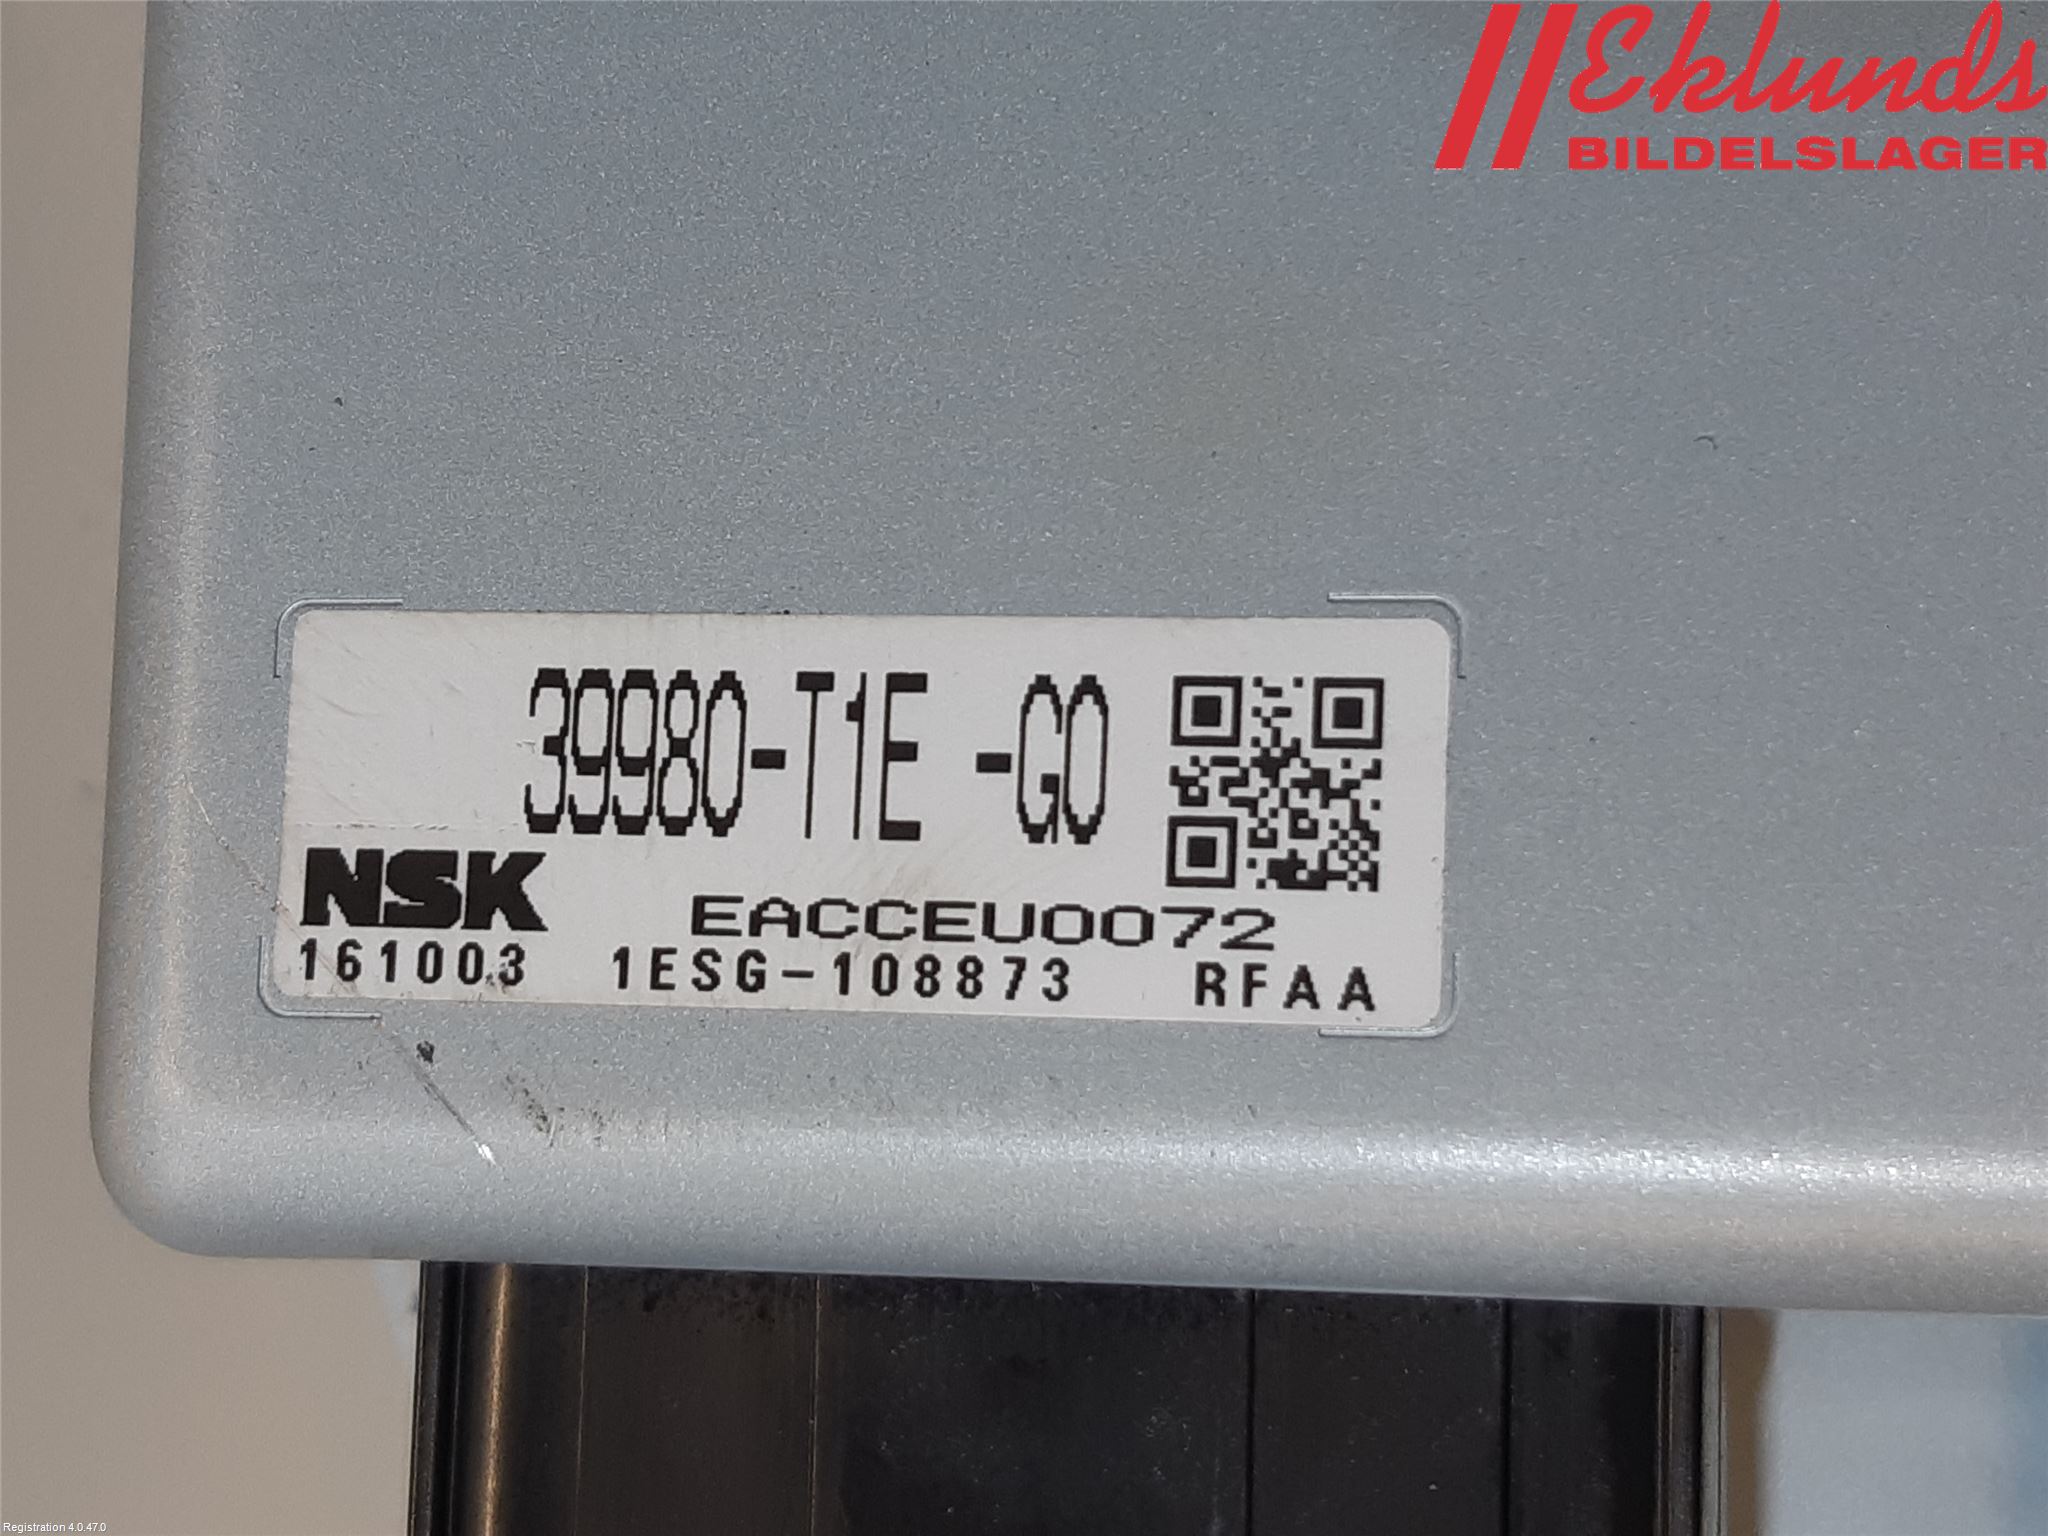 Eklunds
BILDELSLAGER
39980-T1E -G0
NSK
EACCEU0072
161003 1ESG-108873 RFAA
Registration 4.0.47.0